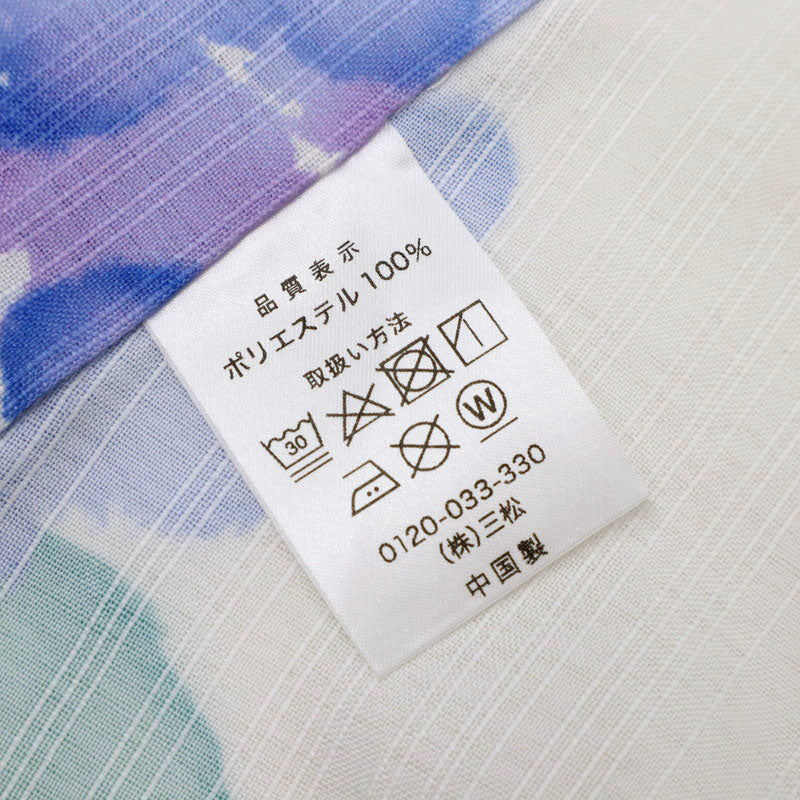 品質表示
ポリエステル100%
取扱い方法
30
W
0120-033-330
(株)三松
中国製